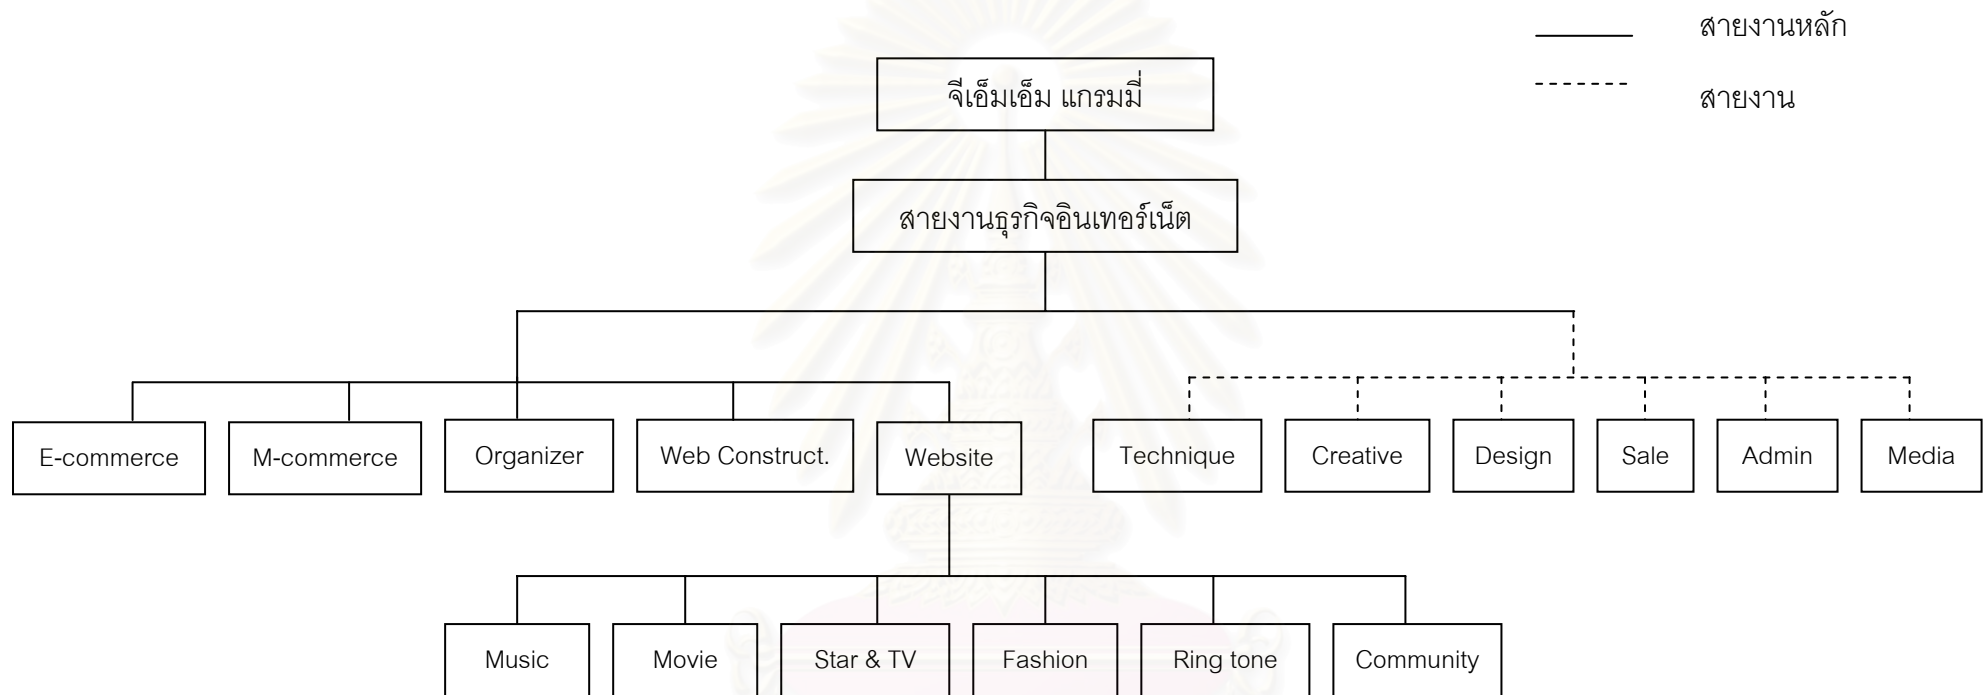 สายงานหลัก
จีเอ็มเอ็ม แกรมมี่
สายงาน
สายงานธุรกิจอินเทอร์เน็ต
E-commerce
M-commerce
Organizer
Web Construct.
Website
Technique
Creative
Design
Sale
Admin
Media
Music
Movie
Star & TV
Fashion
Ring tone
Community